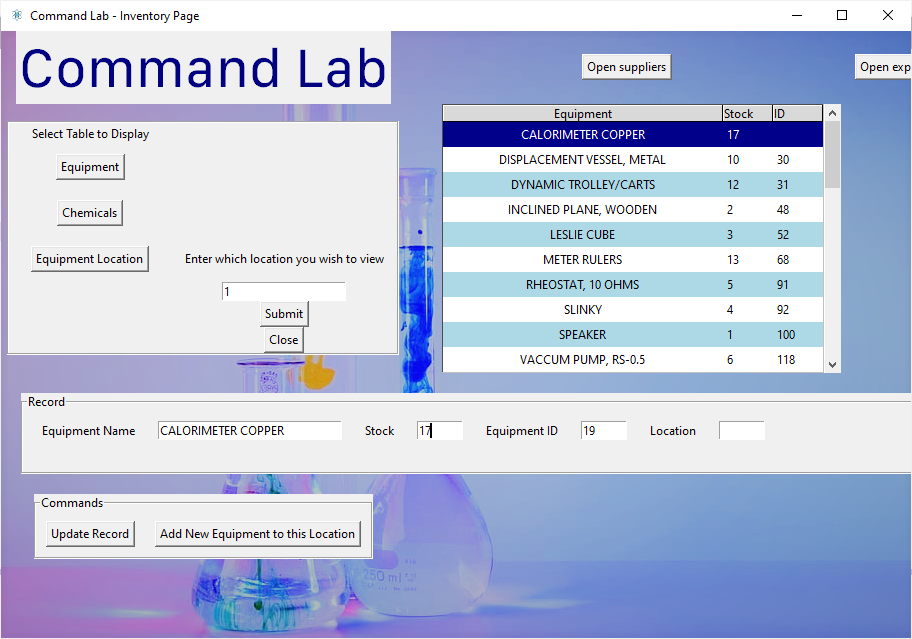 Command Lab - Inventory Page
Command Lab
Open suppliers
Open exp
Select Table to Display
Equipment
Chemicals
Equipment Location
Enter which location you wish to view
1
Submit
Close
Equipment Stock ID
CALORIMETER COPPER 17
DISPLACEMENT VESSEL, METAL 10 30
DYNAMIC TROLLEY/CARTS 12 31
INCLINED PLANE, WOODEN 2 48
LESLIE CUBE 3 52
METER RULERS 13 68
RHEOSTAT, 10 OHMS 5 91
SLINKY 4 92
SPEAKER 1 100
VACCUM PUMP, RS-0.5 6 118
Record
Equipment Name CALORIMETER COPPER Stock 17 Equipment ID 19 Location
Commands
Update Record
Add New Equipment to this Location
250 ml